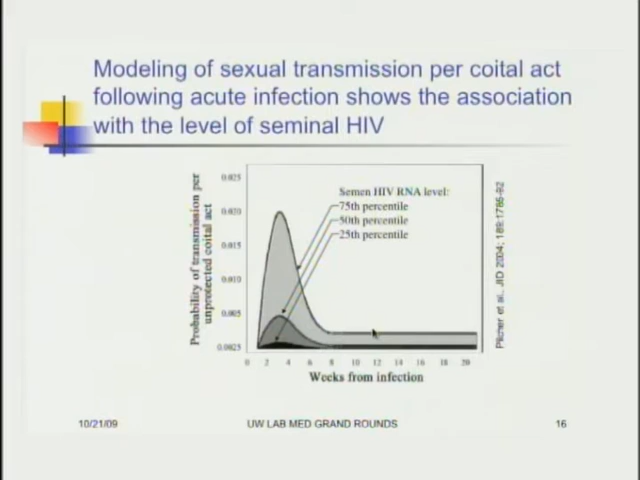 Modeling of sexual transmission per coital act
following acute infection shows the association
with the level of seminal HIV
Probability of transmission per
unprotected coital act
0.025
0.020
0.015
0.010
0.005
0.0025
Semen HIV RNA level:
75th percentile
50th percentile
25th percentile
0 2 4 6 8 10 12 14 16 18 20
Weeks from infection
Pilcher et al., JID 2004; 189:1785-92
10/21/09
UW LAB MED GRAND ROUNDS
16